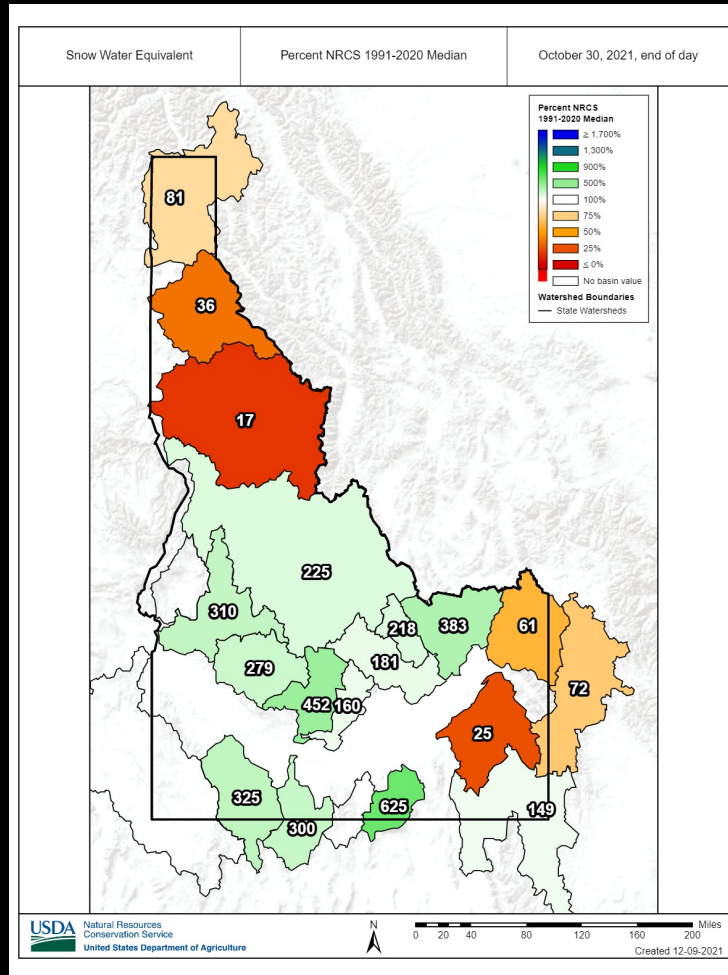 Snow Water Equivalent
Percent NRCS 1991-2020 Median
October 30, 2021, end of day
Percent NRCS
1991-2020 Median
≥ 1,700%
1,300%
900%
500%
100%
75%
50%
25%
≤ 0%
No basin value
Watershed Boundaries
State Watersheds
81
36
17
225
310
218
383
61
279
181
72
452
160
25
325
300
625
149
USDA
Natural Resources
Conservation Service
United States Department of Agriculture
N
0 20 40 80 120 160 200
Miles
Created 12-09-2021